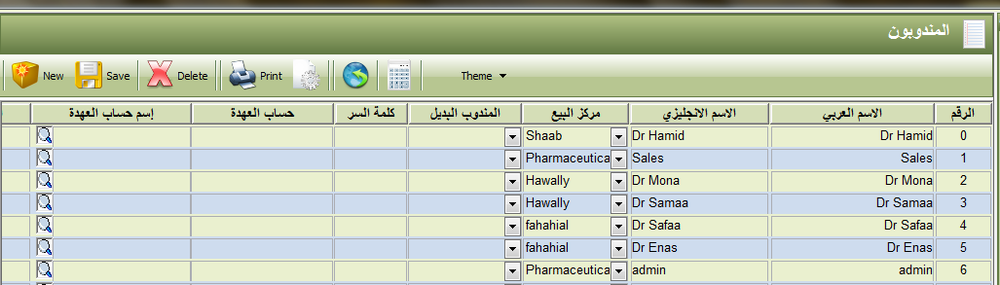 المندوبون
New Save Delete Print Theme
الرقم الاسم العربي الاسم الانجليزي مركز البيع المندوب البديل كلمة السر حساب العهدة إسم حساب العهدة
0 Dr Hamid Dr Hamid Shaab
1 Sales Sales Pharmaceutica
2 Dr Mona Dr Mona Hawally
3 Dr Samaa Dr Samaa Hawally
4 Dr Safaa Dr Safaa fahahial
5 Dr Enas Dr Enas fahahial
6 admin admin Pharmaceutica